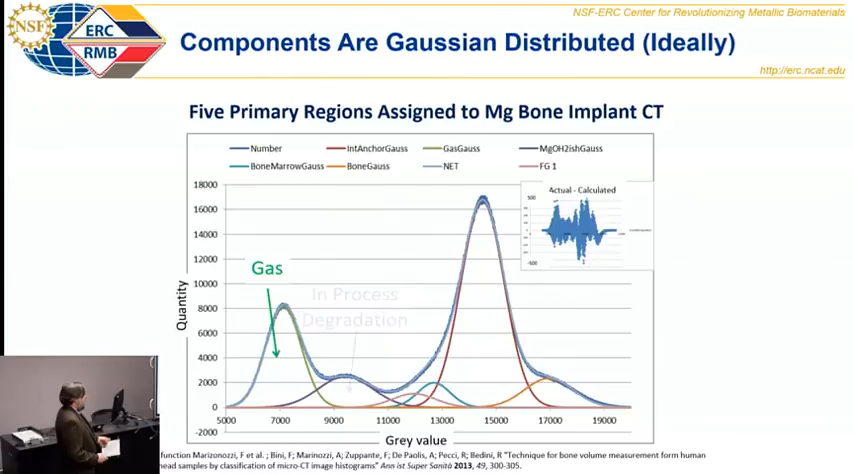 NSF-ERC Center for Revolutionizing Metallic Biomaterials
NSF
ERC
RMB
Components Are Gaussian Distributed (Ideally)
http://erc.ncat.edu
Five Primary Regions Assigned to Mg Bone Implant CT
Number IntAnchorGauss GasGauss MgOH2ishGauss
BoneMarrowGauss BoneGauss NET FG 1
18000
16000
14000
12000
10000
8000
6000
4000
2000
0
-2000
Quantity
Actual - Calculated
500
-500
Gas
In Process
Degradation
5000 7000 9000 11000 13000 15000 17000 19000
Grey value
function Marizonozzi, F et al. ; Bini, F; Marinozzi, A; Zuppante, F; De Paolis, A; Pecci, R; Bedini, R "Technique for bone volume measurement form human
head samples by classification of micro-CT image histograms" Ann ist Super Sanità 2013, 49, 300-305.